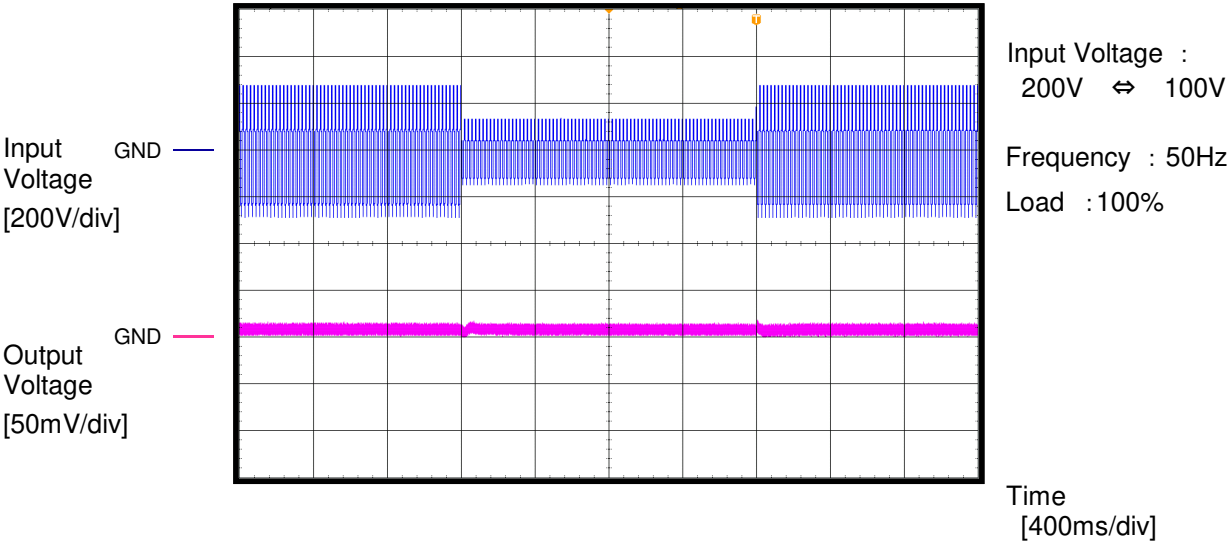 T
Input
Voltage
[200V/div]
GND
Output
Voltage
[50mV/div]
GND
Input Voltage :
200V ⇔ 100V
Frequency : 50Hz
Load :100%
Time
[400ms/div]